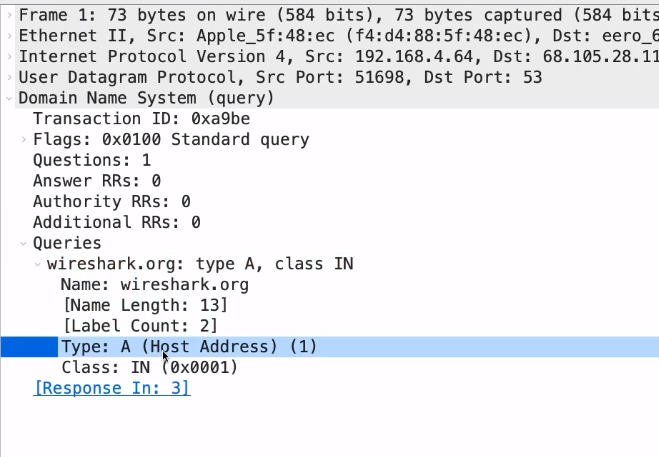 Frame 1: 73 bytes on wire (584 bits), 73 bytes captured (584 bits
Ethernet II, Src: Apple_5f:48:ec (f4:d4:88:5f:48:ec), Dst: eero_6
Internet Protocol Version 4, Src: 192.168.4.64, Dst: 68.105.28.11
User Datagram Protocol, Src Port: 51698, Dst Port: 53
Domain Name System (query)
Transaction ID: 0xa9be
Flags: 0x0100 Standard query
Questions: 1
Answer RRs: 0
Authority RRs: 0
Additional RRs: 0
Queries
wireshark.org: type A, class IN
Name: wireshark.org
[Name Length: 13]
[Label Count: 2]
Type: A (Host Address) (1)
Class: IN (0x0001)
[Response In: 3]